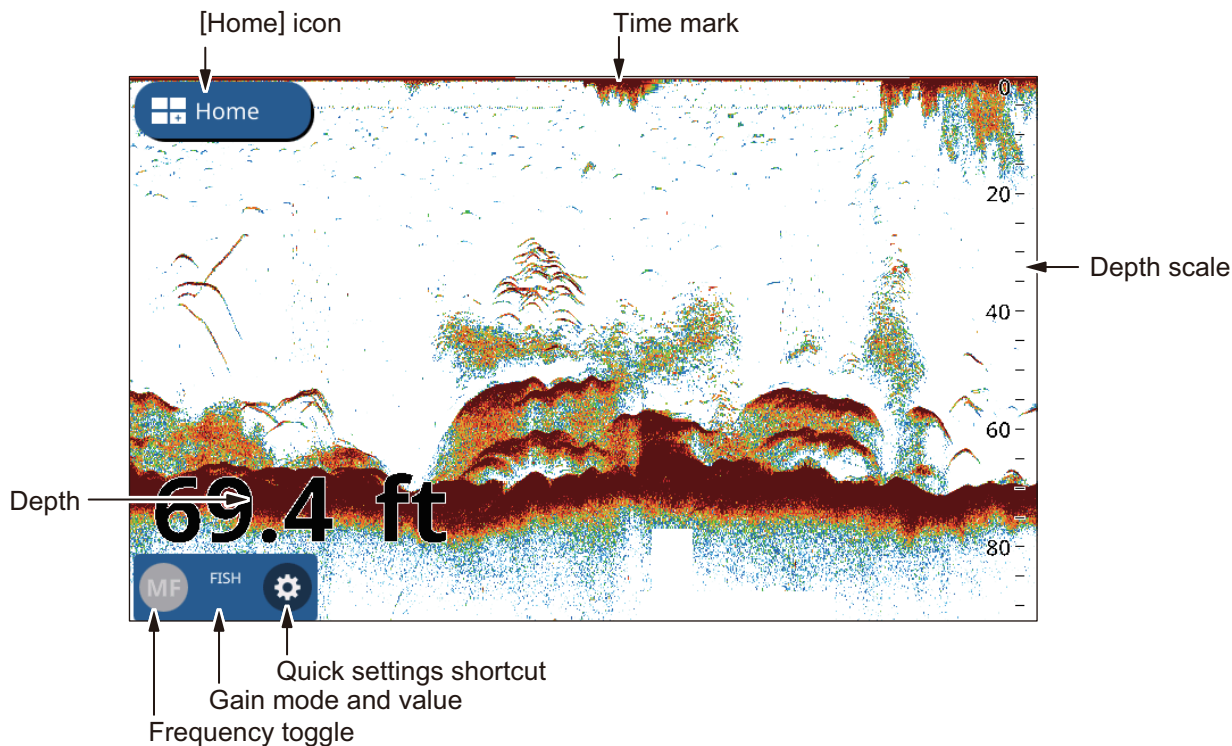 [Home] icon
Time mark
Home
0
20
Depth scale
40
60
Depth
69.4 ft
80
MF
FISH
Quick settings shortcut
Gain mode and value
Frequency toggle